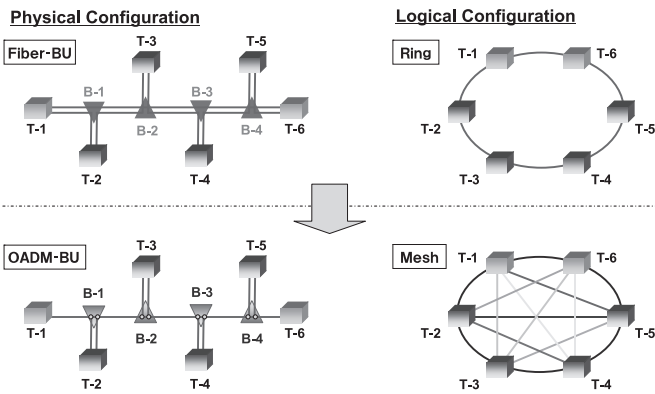 Physical Configuration
Logical Configuration
Fiber-BU
T-3
T-5
B-1
B-3
T-1
B-2
B-4
T-6
T-2
T-4
Ring
T-1
T-6
T-2
T-5
T-3
T-4
OADM-BU
T-3
T-5
B-1
B-3
T-1
B-2
B-4
T-6
T-2
T-4
Mesh
T-1
T-6
T-2
T-5
T-3
T-4